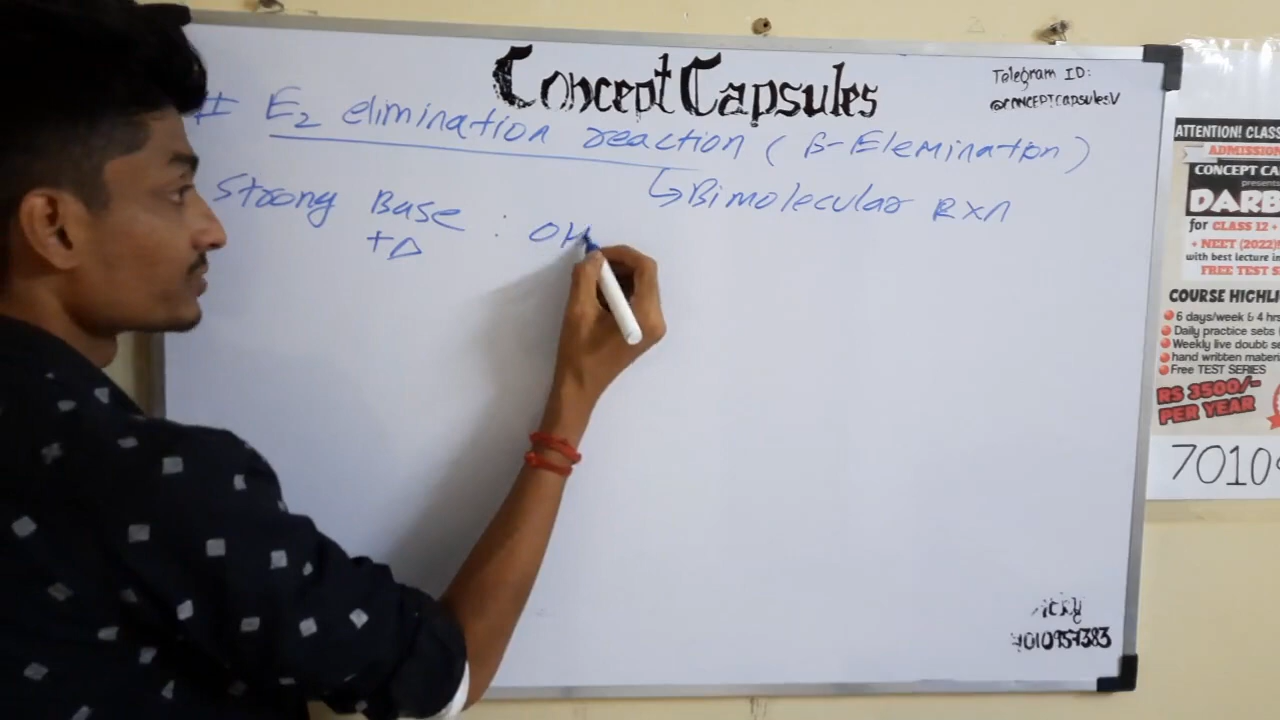 Concept Capsules
Telegram ID:
@CONCEPTCapsulesV
# E2 elimination reaction ( β-Elemination )
↳ Bimolecular Rxn
Strong Base : OH
+Δ
ATTENTION! CLASS
ADMISSION
CONCEPT CA
presents
DARB
for CLASS 12 +
+ NEET (2022)
with best lecture in
FREE TEST S
COURSE HIGHLI
6 days/week & 4 hrs
Daily practice sets
Weekly live doubt se
hand written materi
Free TEST SERIES
RS 3500/-
PER YEAR
7010
7010957383